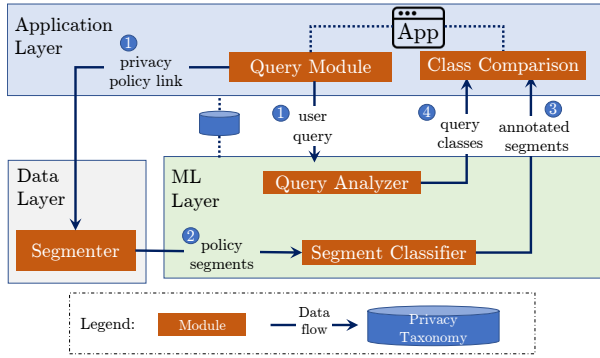 Application
Layer
App
1
privacy
policy link
Query Module
Class Comparison
1
user
query
4
query
classes
3
annotated
segments
Data
Layer
ML
Layer
Query Analyzer
Segmenter
2
policy
segments
Segment Classifier
Legend:
Module
Data
flow
Privacy
Taxonomy